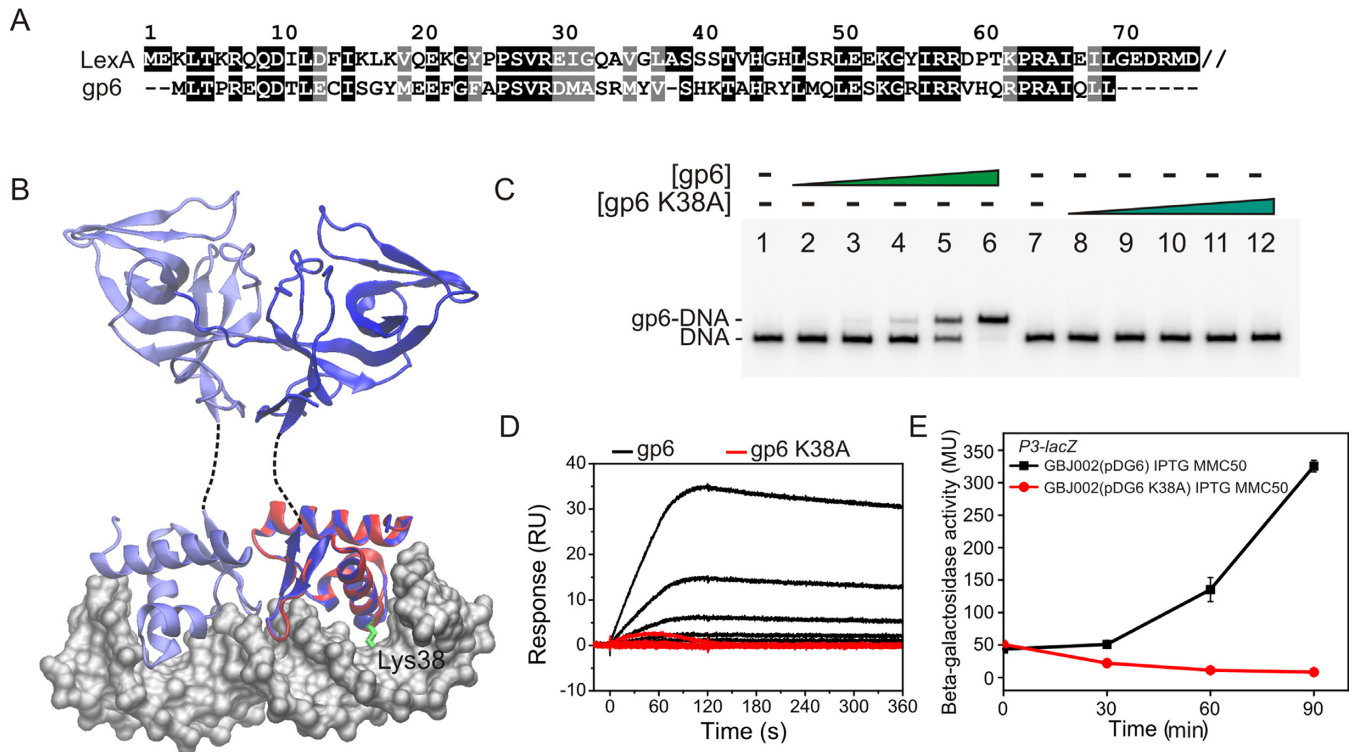 A
1 10 20 30 40 50 60 70
LexA MEKLTKRQQDILDFIKLKVQEKGYPPSVREIGQAVGLASSSTVHGHLSRLEEKGYIRRDPTKPRAIEILGEDRMD//
gp6 --MLTPREQDTLECISGYMEEFGFAPSVRDMASRMYV-SHKTAHRYLMQLESKGRIRRVHQRPRAIQLL------
B
Lys38
C
[gp6] - -  - - - - -
[gp6 K38A] - - - - - - -
1 2 3 4 5 6 7 8 9 10 11 12
gp6-DNA -
DNA -
D
gp6 gp6 K38A
Response (RU)
40
30
20
10
0
-10
0 60 120 180 240 300 360
Time (s)
E
P3-lacZ
GBJ002(pDG6) IPTG MMC50
GBJ002(pDG6 K38A) IPTG MMC50
Beta-galactosidase activity (MU)
350
300
250
200
150
100
50
0
0 30 60 90
Time (min)